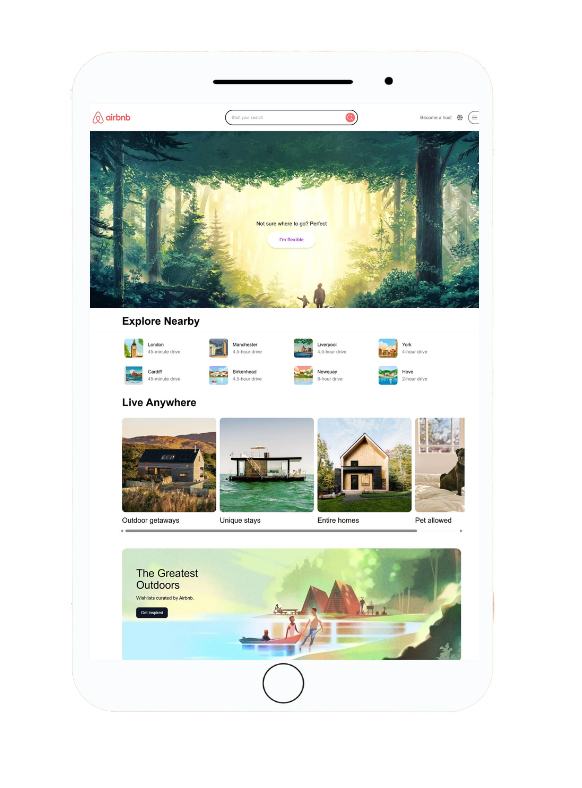 airbnb
Start your search
Become a host
Not sure where to go? Perfect
I'm flexible
Explore Nearby
London
45-minute drive
Manchester
4.5-hour drive
Liverpool
4.5-hour drive
York
4-hour drive
Cardiff
45-minute drive
Birkenhead
4.5-hour drive
Newquay
6-hour drive
Hove
2-hour drive
Live Anywhere
Outdoor getaways
Unique stays
Entire homes
Pet allowed
The Greatest
Outdoors
Wishlists curated by Airbnb.
Get inspired